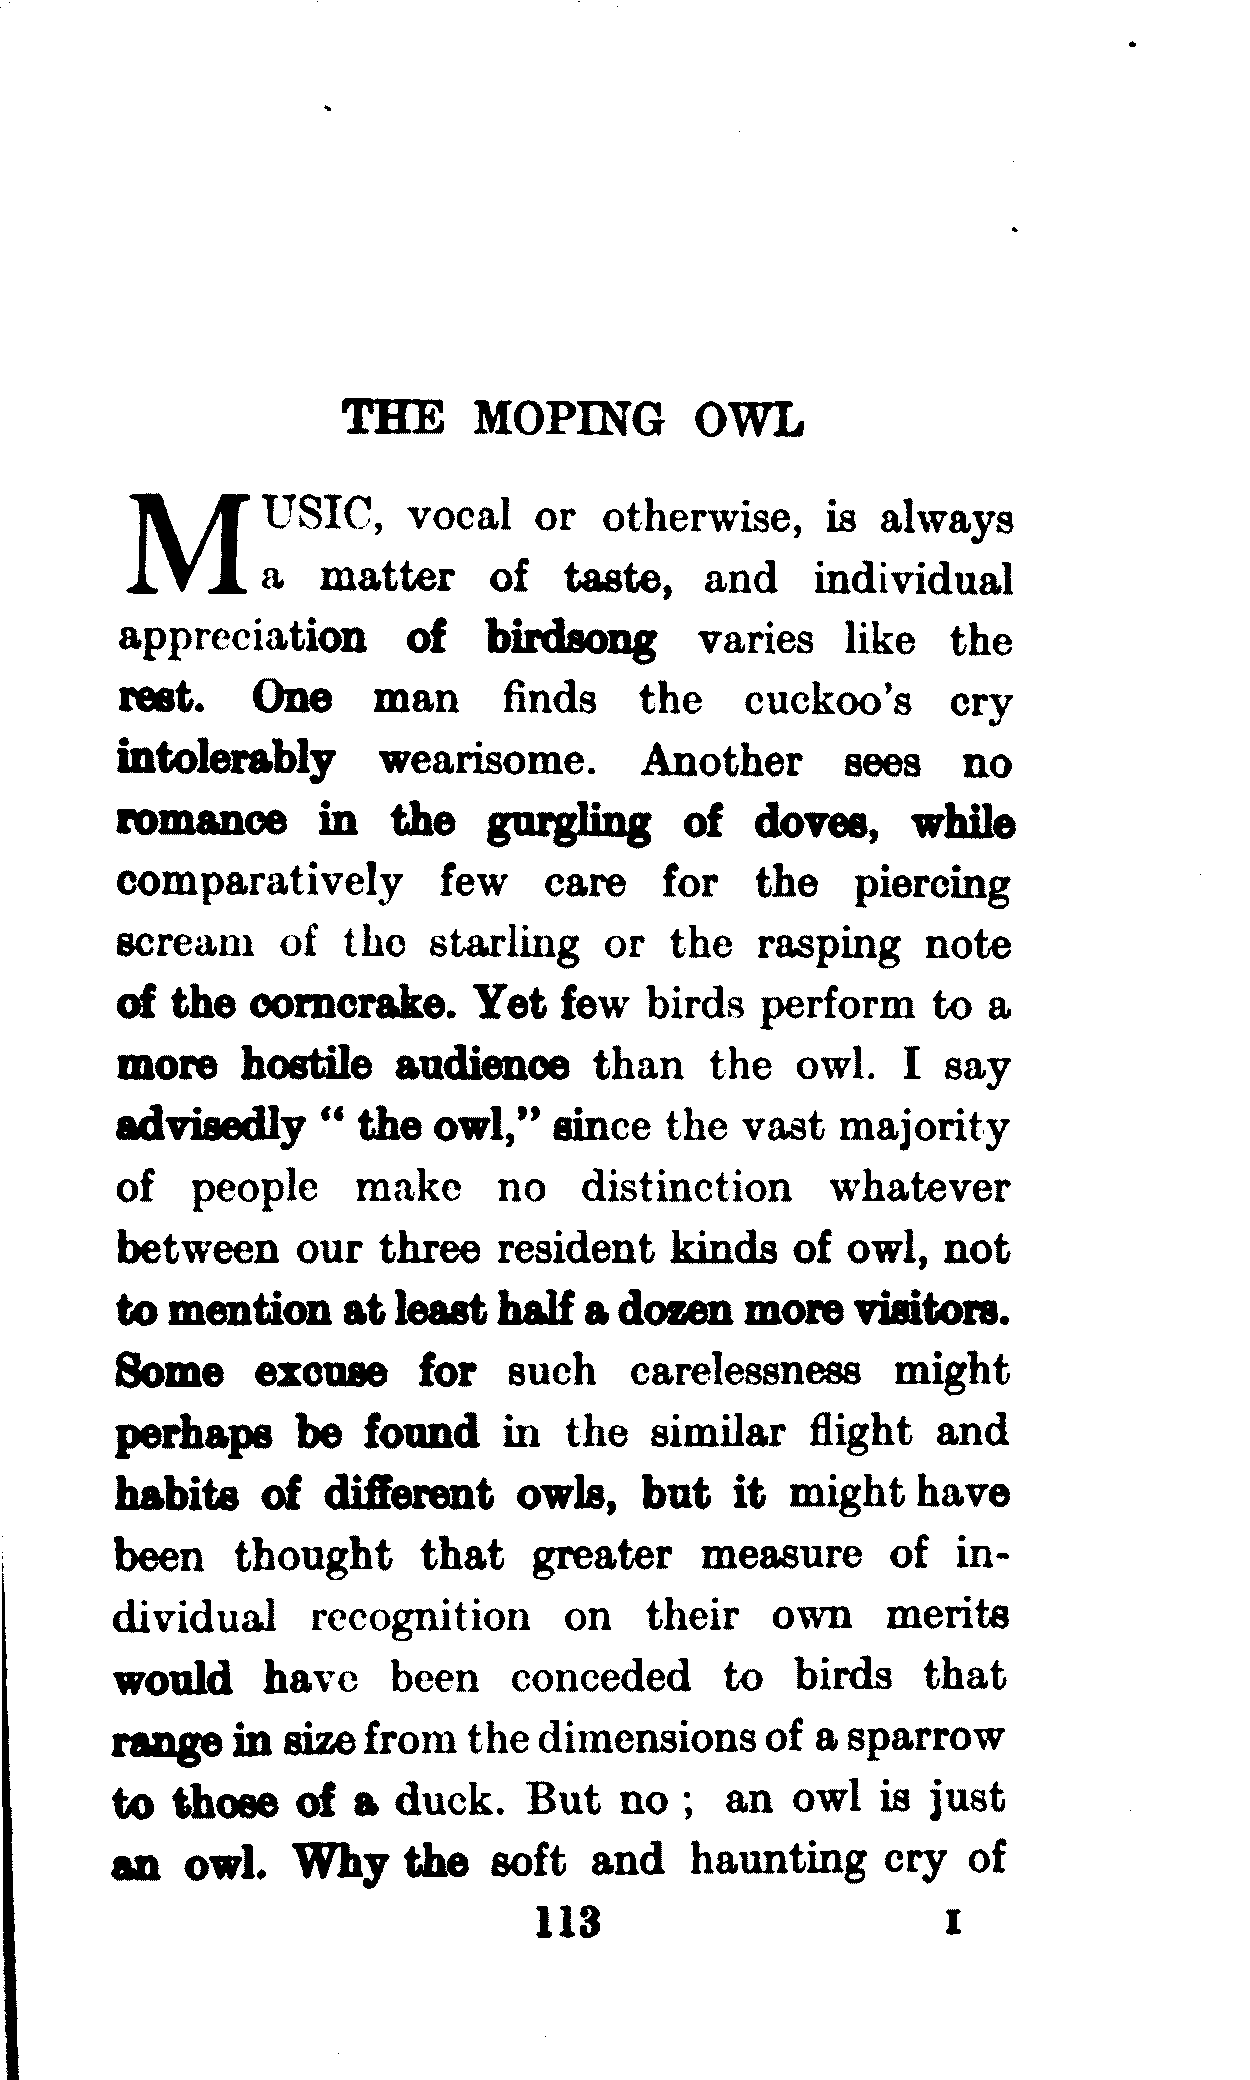 THE MOPING OWL
MUSIC, vocal or otherwise, is always
a matter of taste, and individual
appreciation of birdsong varies like the
rest. One man finds the cuckoo's cry
intolerably wearisome. Another sees no
romance in the gurgling of doves, while
comparatively few care for the piercing
scream of the starling or the rasping note
of the corncrake. Yet few birds perform to a
more hostile audience than the owl. I say
advisedly “ the owl,” since the vast majority
of people make no distinction whatever
between our three resident kinds of owl, not
to mention at least half a dozen more visitors.
Some excuse for such carelessness might
perhaps be found in the similar flight and
habits of different owls, but it might have
been thought that greater measure of in-
dividual recognition on their own merits
would have been conceded to birds that
range in size from the dimensions of a sparrow
to those of a duck. But no ; an owl is just
an owl. Why the soft and haunting cry of
113 I